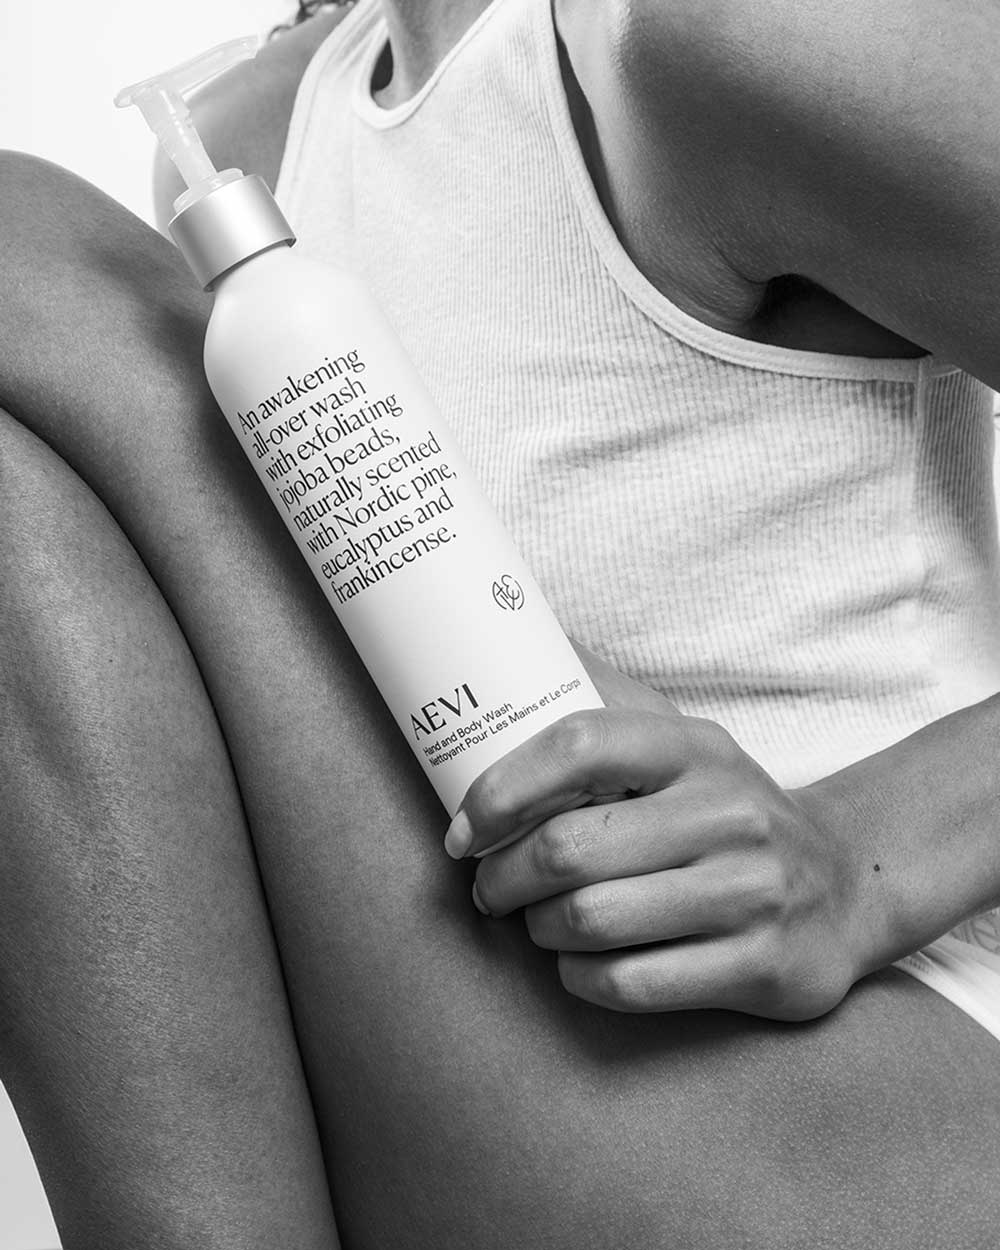 An awakening
all-over wash
with exfoliating
jojoba beads,
naturally scented
with Nordic pine,
eucalyptus and
frankincense.
AEVI
Hand and Body Wash
Nettoyant Pour Les Mains et Le Corps